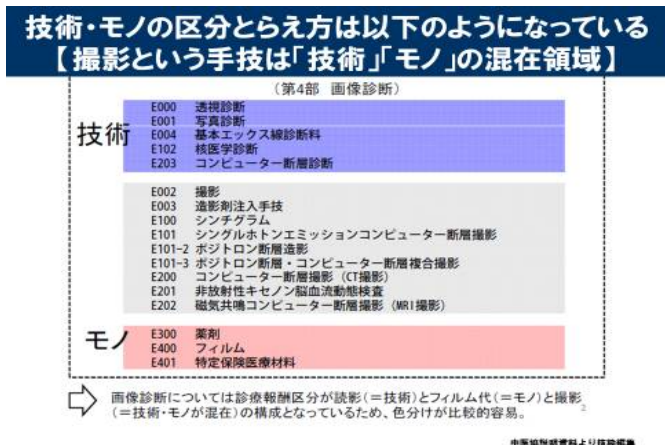 技術・モノの区分とらえ方は以下のようになっている
【撮影という手技は「技術」「モノ」の混在領域】
（第4部 画像診断）
技術
E000 透視診断
E001 写真診断
E004 基本エックス線診断料
E102 核医学診断
E203 コンピューター断層診断
E002 撮影
E003 造影剤注入手技
E100 シンチグラム
E101 シングルホトンエミッションコンピューター断層撮影
E101-2 ポジトロン断層造影
E101-3 ポジトロン断層・コンピューター断層複合撮影
E200 コンピューター断層撮影（CT撮影）
E201 非放射性キセノン脳血流動態検査
E202 磁気共鳴コンピューター断層撮影（MRI撮影）
モノ
E300 薬剤
E400 フィルム
E401 特定保険医療材料
画像診断については診療報酬区分が読影（＝技術）とフィルム代（＝モノ）と撮影
（＝技術・モノが混在）の構成となっているため、色分けが比較的容易。
2